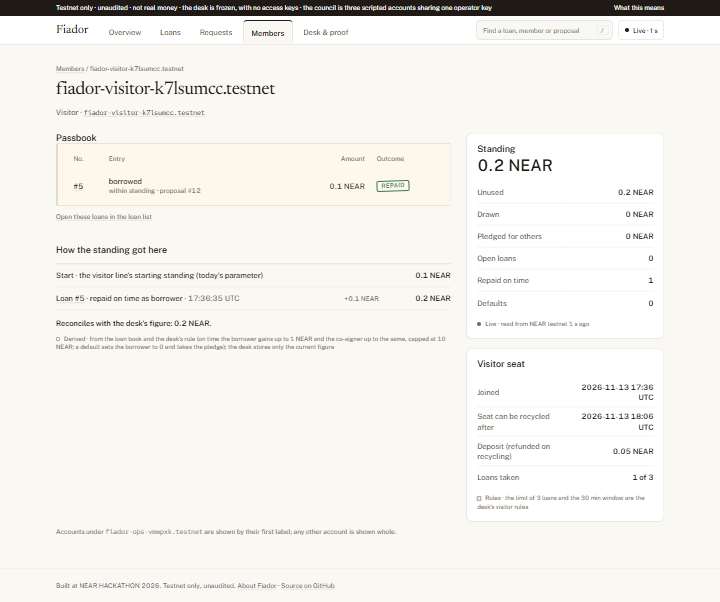 Testnet only · unaudited · not real money · the desk is frozen, with no access keys · the council is three scripted accounts sharing one operator key
What this means
Fiador
Overview
Loans
Requests
Members
Desk & proof
Find a loan, member or proposal
/
Live · 1 s
Members / fiador-visitor-k7lsumcc.testnet
fiador-visitor-k7lsumcc.testnet
Visitor · fiador-visitor-k7lsumcc.testnet
Passbook
No. Entry Amount Outcome
#5 borrowed 0.1 NEAR REPAID
within standing · proposal #12
Open these loans in the loan list
How the standing got here
Start · the visitor line's starting standing (today's parameter) 0.1 NEAR
Loan #5 · repaid on time as borrower · 17:36:35 UTC +0.1 NEAR 0.2 NEAR
Reconciles with the desk's figure: 0.2 NEAR.
Derived · from the loan book and the desk's rule (on time the borrower gains up to 1 NEAR and the co-signer up to the same, capped at 10
NEAR; a default sets the borrower to 0 and takes the pledge); the desk stores only the current figure
Standing
0.2 NEAR
Unused 0.2 NEAR
Drawn 0 NEAR
Pledged for others 0 NEAR
Open loans 0
Repaid on time 1
Defaults 0
Live · read from NEAR testnet 1 s ago
Visitor seat
Joined 2026-11-13 17:36
UTC
Seat can be recycled 2026-11-13 18:06
after UTC
Deposit (refunded on
recycling) 0.05 NEAR
Loans taken 1 of 3
Rules · the limit of 3 loans and the 30 min window are the
desk's visitor rules
Accounts under fiador-ops-vmmpxk.testnet are shown by their first label; any other account is shown whole.
Built at NEAR HACKATHON 2026. Testnet only, unaudited. About Fiador · Source on GitHub